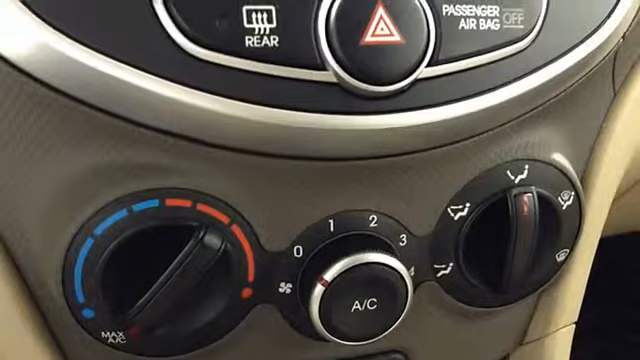 REAR
PASSENGER
AIR BAG OFF
0 1 2 3 4
A/C
MAX
A/C